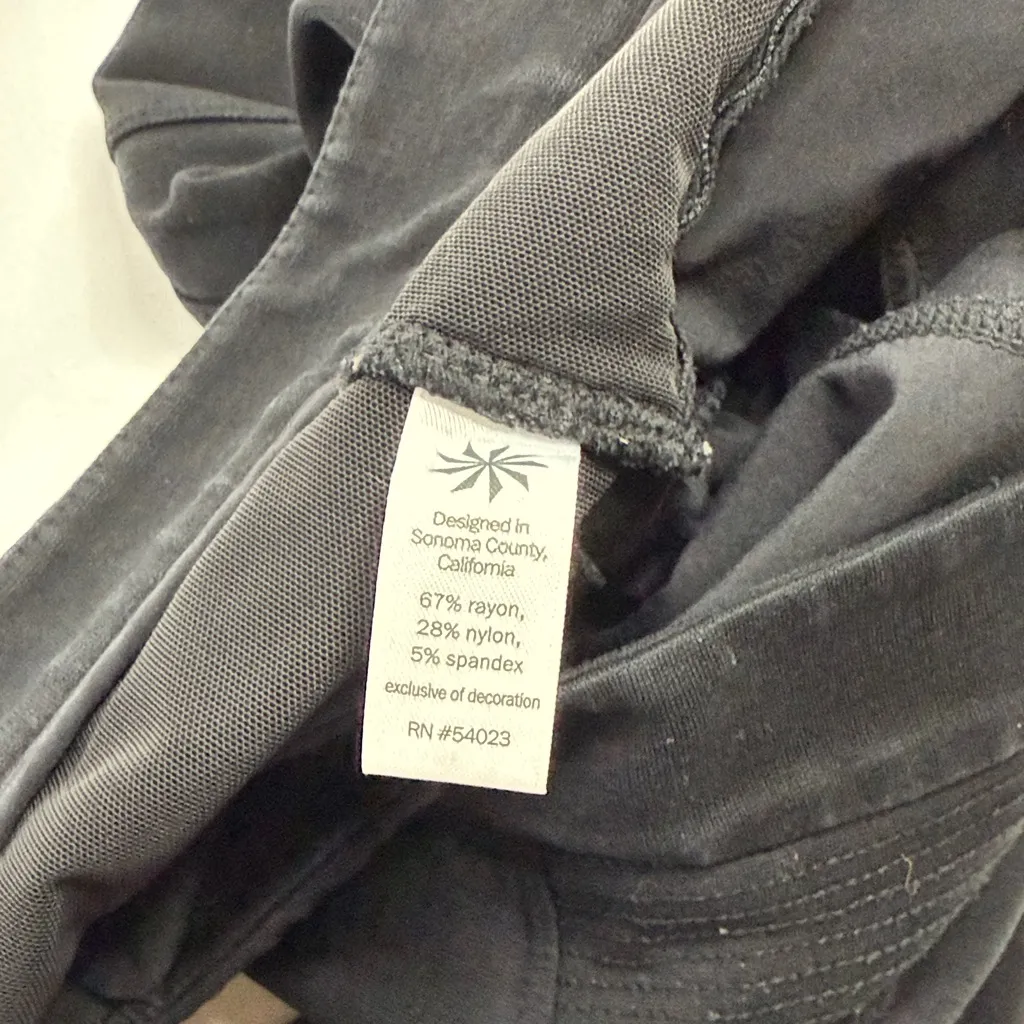 Designed in
Sonoma County,
California
67% rayon,
28% nylon,
5% spandex
exclusive of decoration
RN #54023